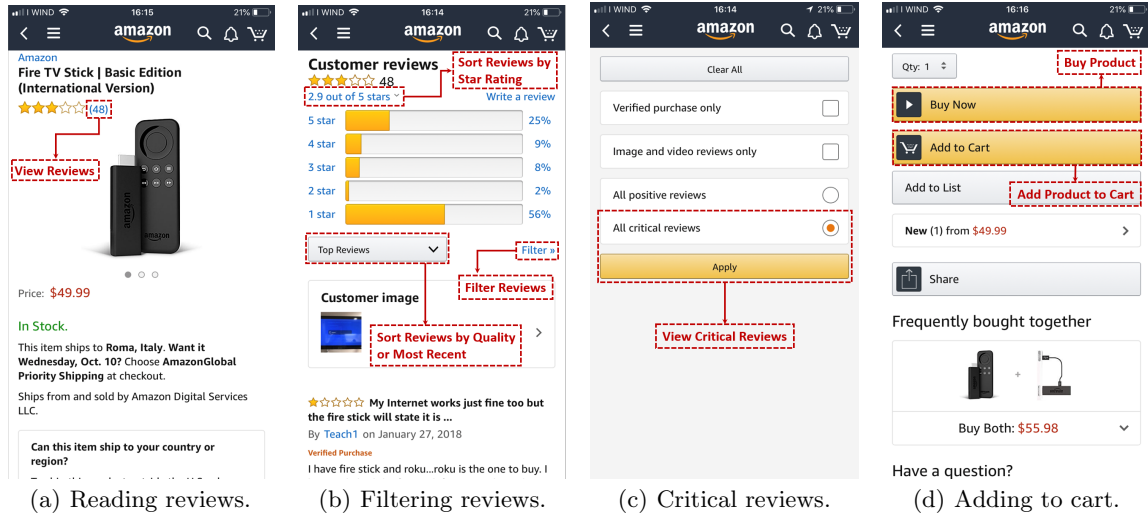 WIND 16:15 21%
amazon
Amazon
Fire TV Stick | Basic Edition
(International Version)
(48)
View Reviews
amazon
amazon
Price: $49.99
In Stock.
This item ships to Roma, Italy. Want it
Wednesday, Oct. 10? Choose AmazonGlobal
Priority Shipping at checkout.
Ships from and sold by Amazon Digital Services
LLC.
Can this item ship to your country or
region?
(a) Reading reviews.
WIND 16:14 21%
amazon
Customer reviews
48
Sort Reviews by
Star Rating
2.9 out of 5 stars
Write a review
5 star 25%
4 star 9%
3 star 8%
2 star 2%
1 star 56%
Top Reviews
Filter »
Filter Reviews
Customer image
Sort Reviews by Quality
or Most Recent
My Internet works just fine too but
the fire stick will state it is ...
By Teach1 on January 27, 2018
Verified Purchase
I have fire stick and roku...roku is the one to buy. I
(b) Filtering reviews.
WIND 16:14 21%
amazon
Clear All
Verified purchase only
Image and video reviews only
All positive reviews
All critical reviews
Apply
View Critical Reviews
(c) Critical reviews.
WIND 16:16 21%
amazon
Qty: 1
Buy Product
Buy Now
Add to Cart
Add to List
Add Product to Cart
New (1) from $49.99
Share
Frequently bought together
+
Buy Both: $55.98
Have a question?
(d) Adding to cart.